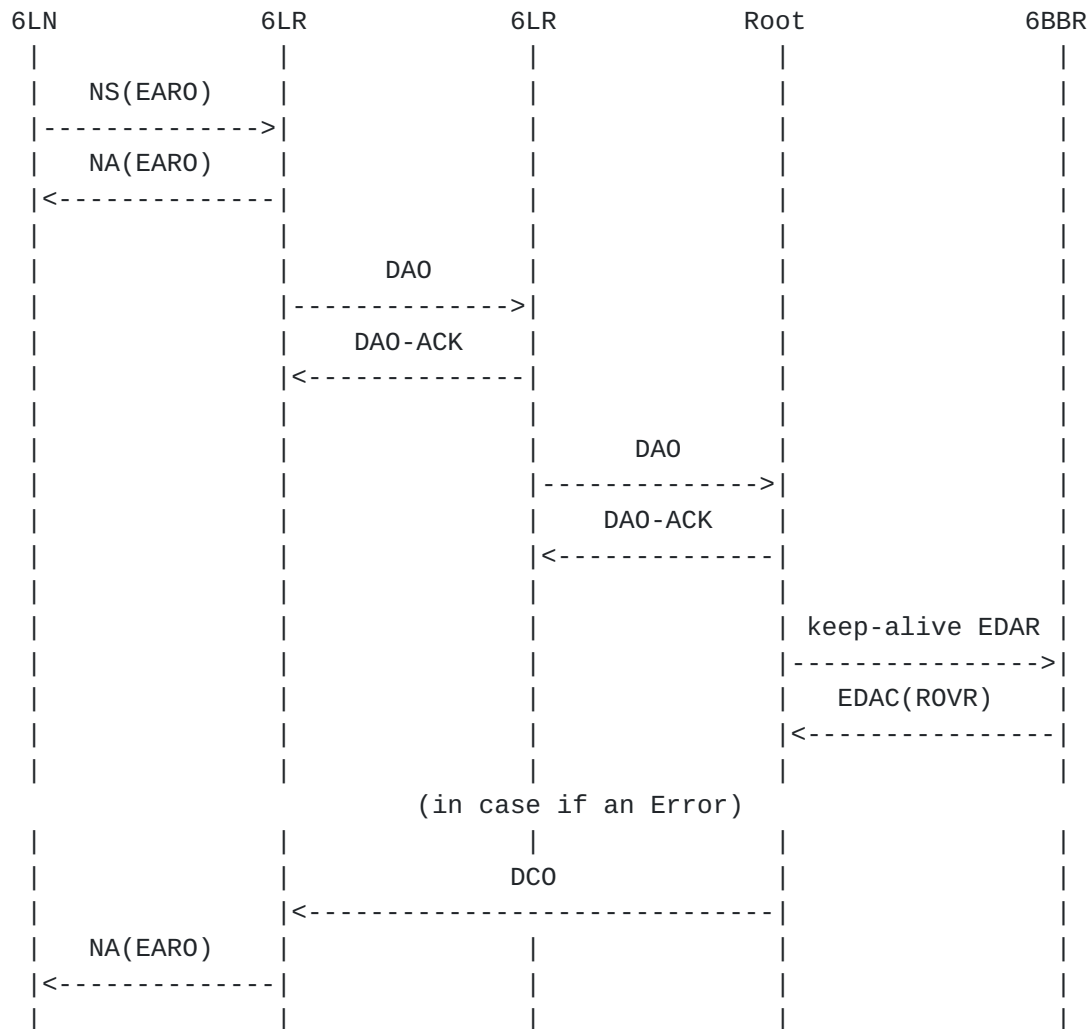 6LN 6LR 6LR Root 6BBR
NS(EARO)
NA(EARO)
DAO
DAO-ACK
DAO
DAO-ACK
keep-alive EDAR
EDAC(ROVR)
(in case if an Error)
DCO
NA(EARO)